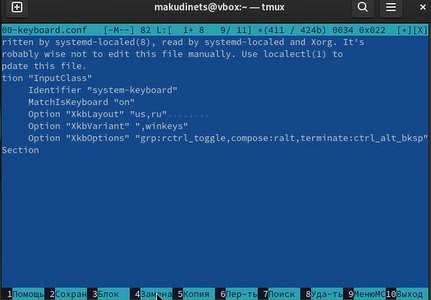 makudinets@vbox:~ — tmux
00-keyboard.conf [-M--] 82 L:[ 1+ 8 9/ 11] *(411 / 424b) 0034 0x022 [*][X]
ritten by systemd-localed(8), read by systemd-localed and Xorg. It's
robably wise not to edit this file manually. Use localectl(1) to
pdate this file.
tion "InputClass"
Identifier "system-keyboard"
MatchIsKeyboard "on"
Option "XkbLayout" "us,ru"........
Option "XkbVariant" ",winkeys"
Option "XkbOptions" "grp:rctrl_toggle,compose:ralt,terminate:ctrl_alt_bksp"
Section
1Помощь 2Сохран 3Блок 4Замена 5Копия 6Пер~ть 7Поиск 8Уда~ть 9МенюMC 10Выход